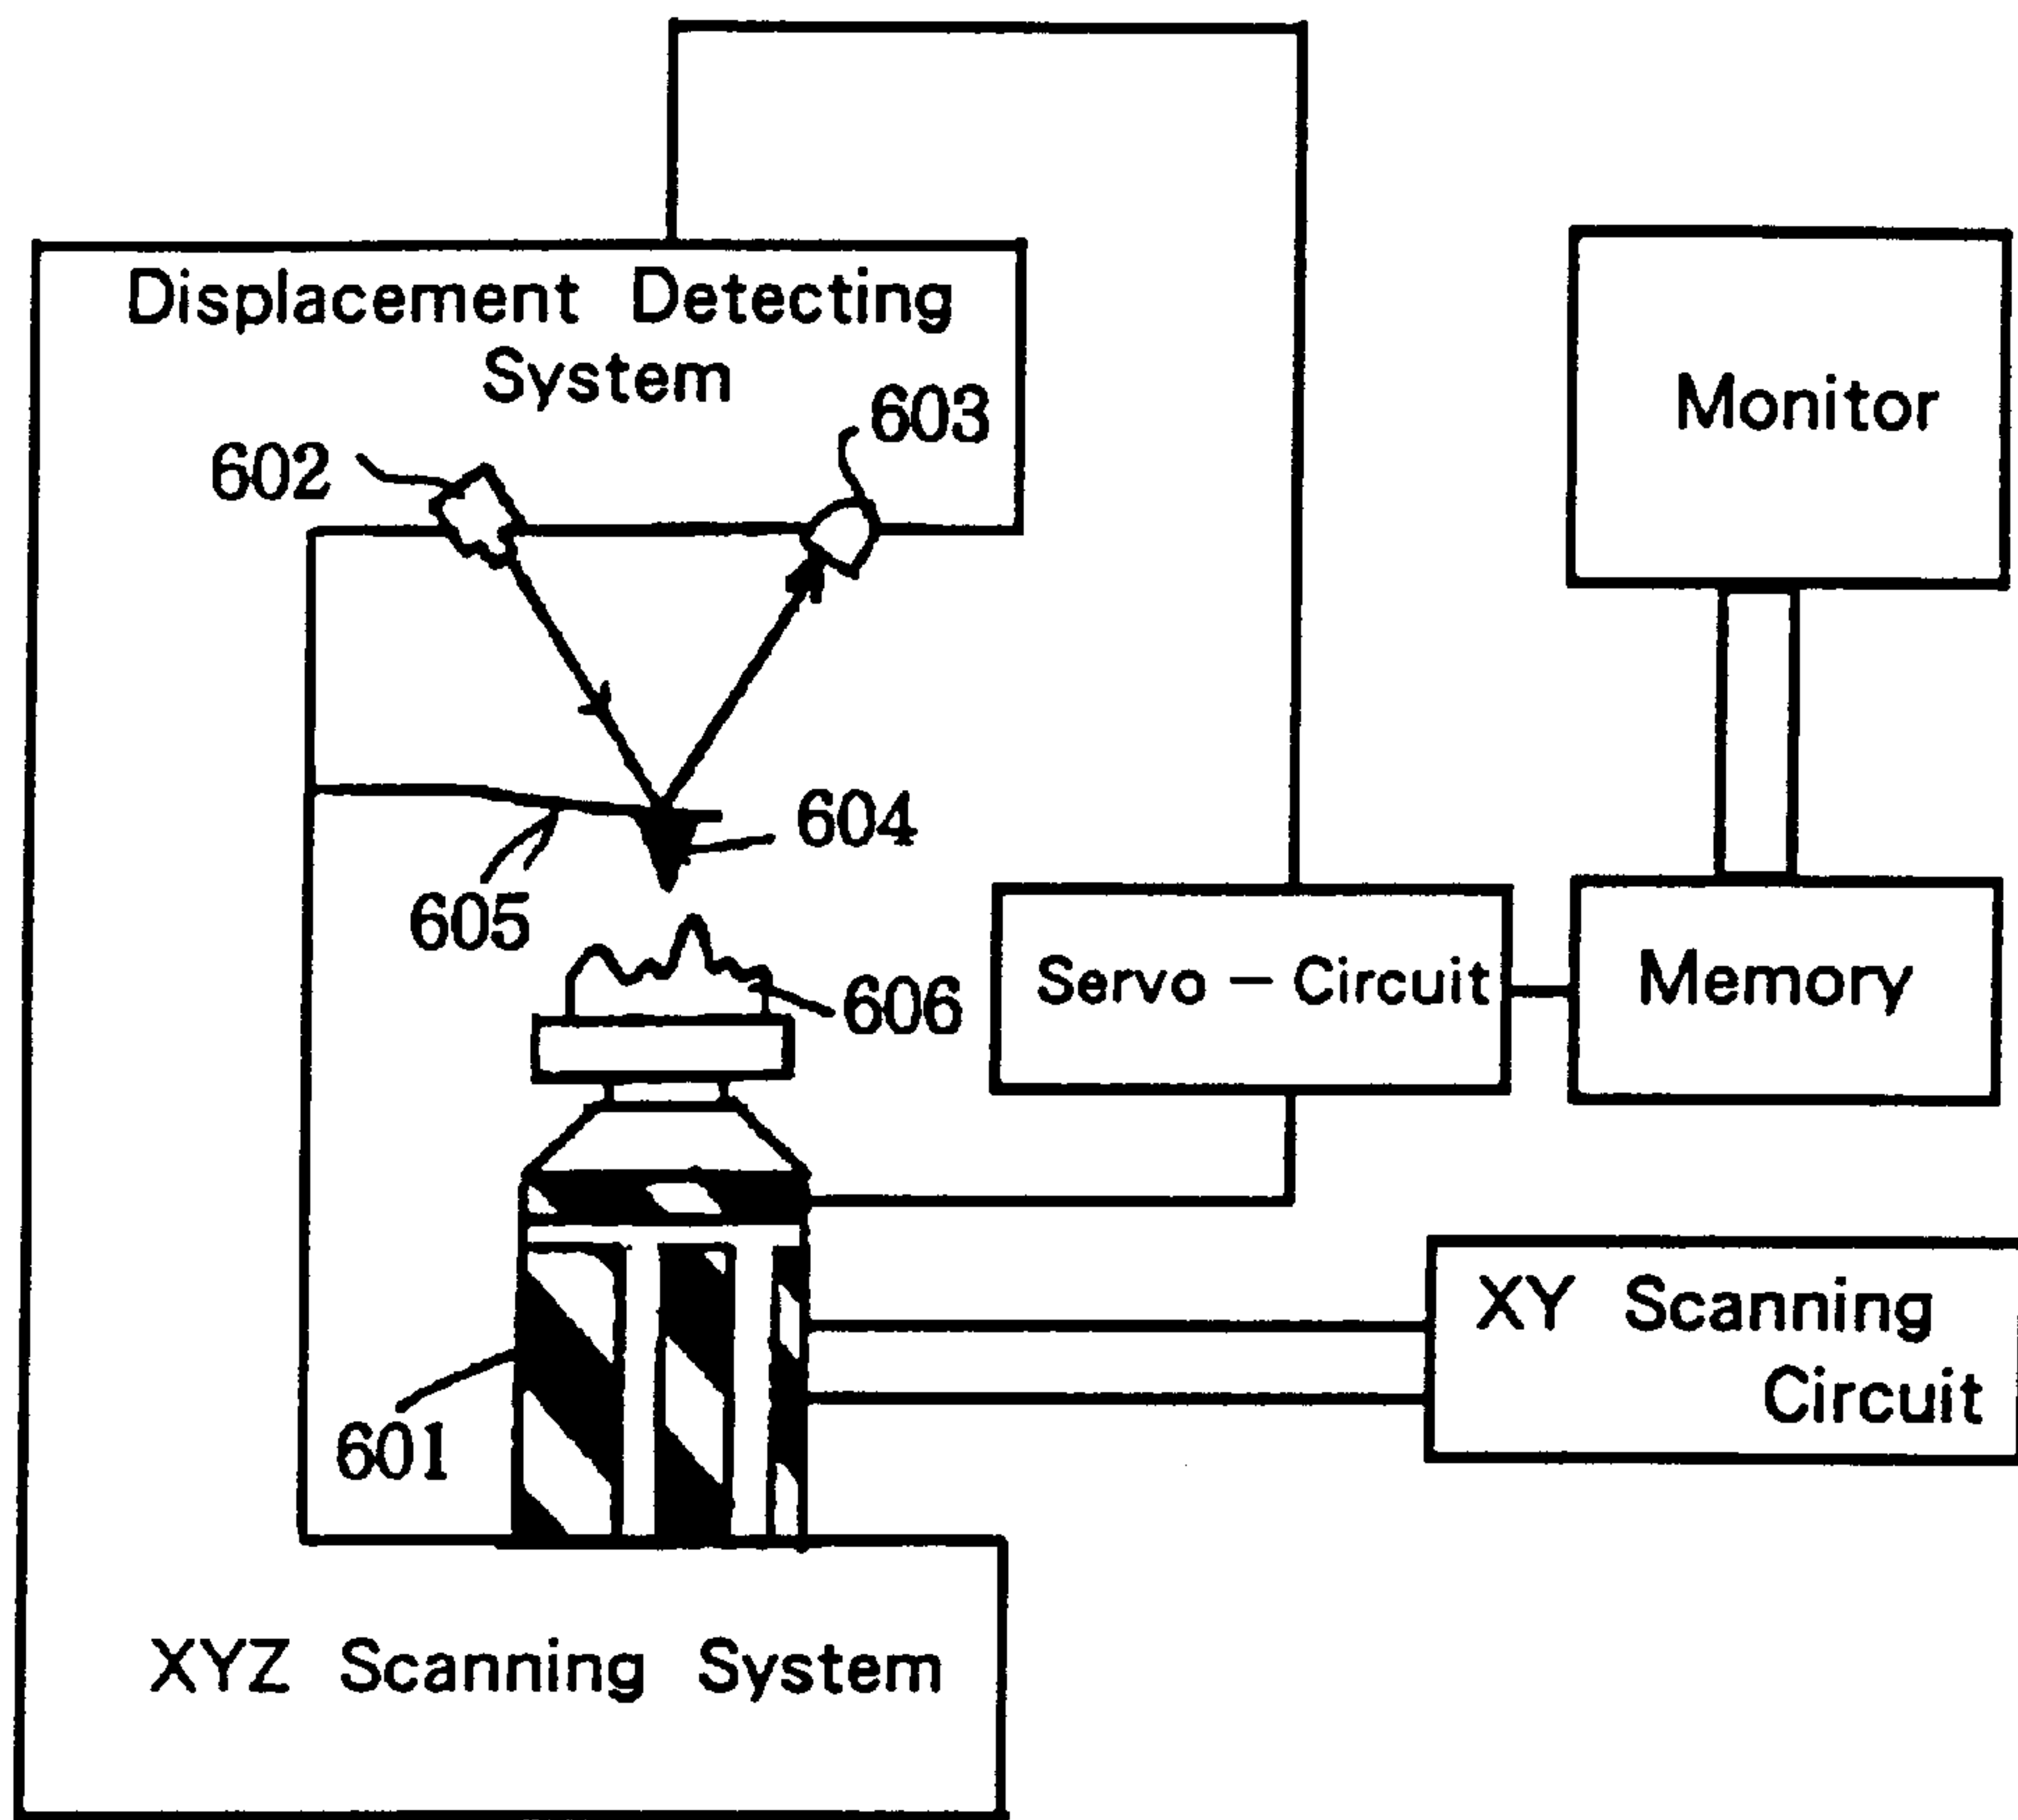 Displacement Detecting
System
602
603
Monitor
604
605
606
Servo - Circuit
Memory
601
XY Scanning
Circuit
XYZ Scanning System